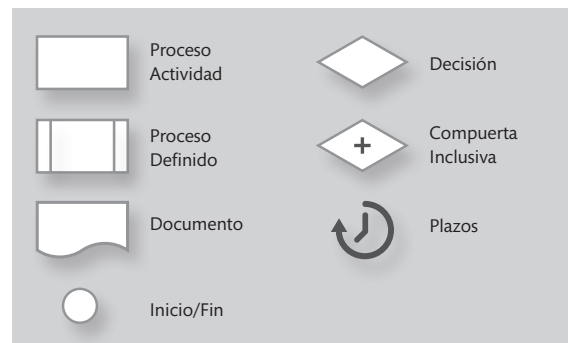 Proceso
Actividad
Decisión
Proceso
Definido
+
Compuerta
Inclusiva
Documento
Plazos
Inicio/Fin